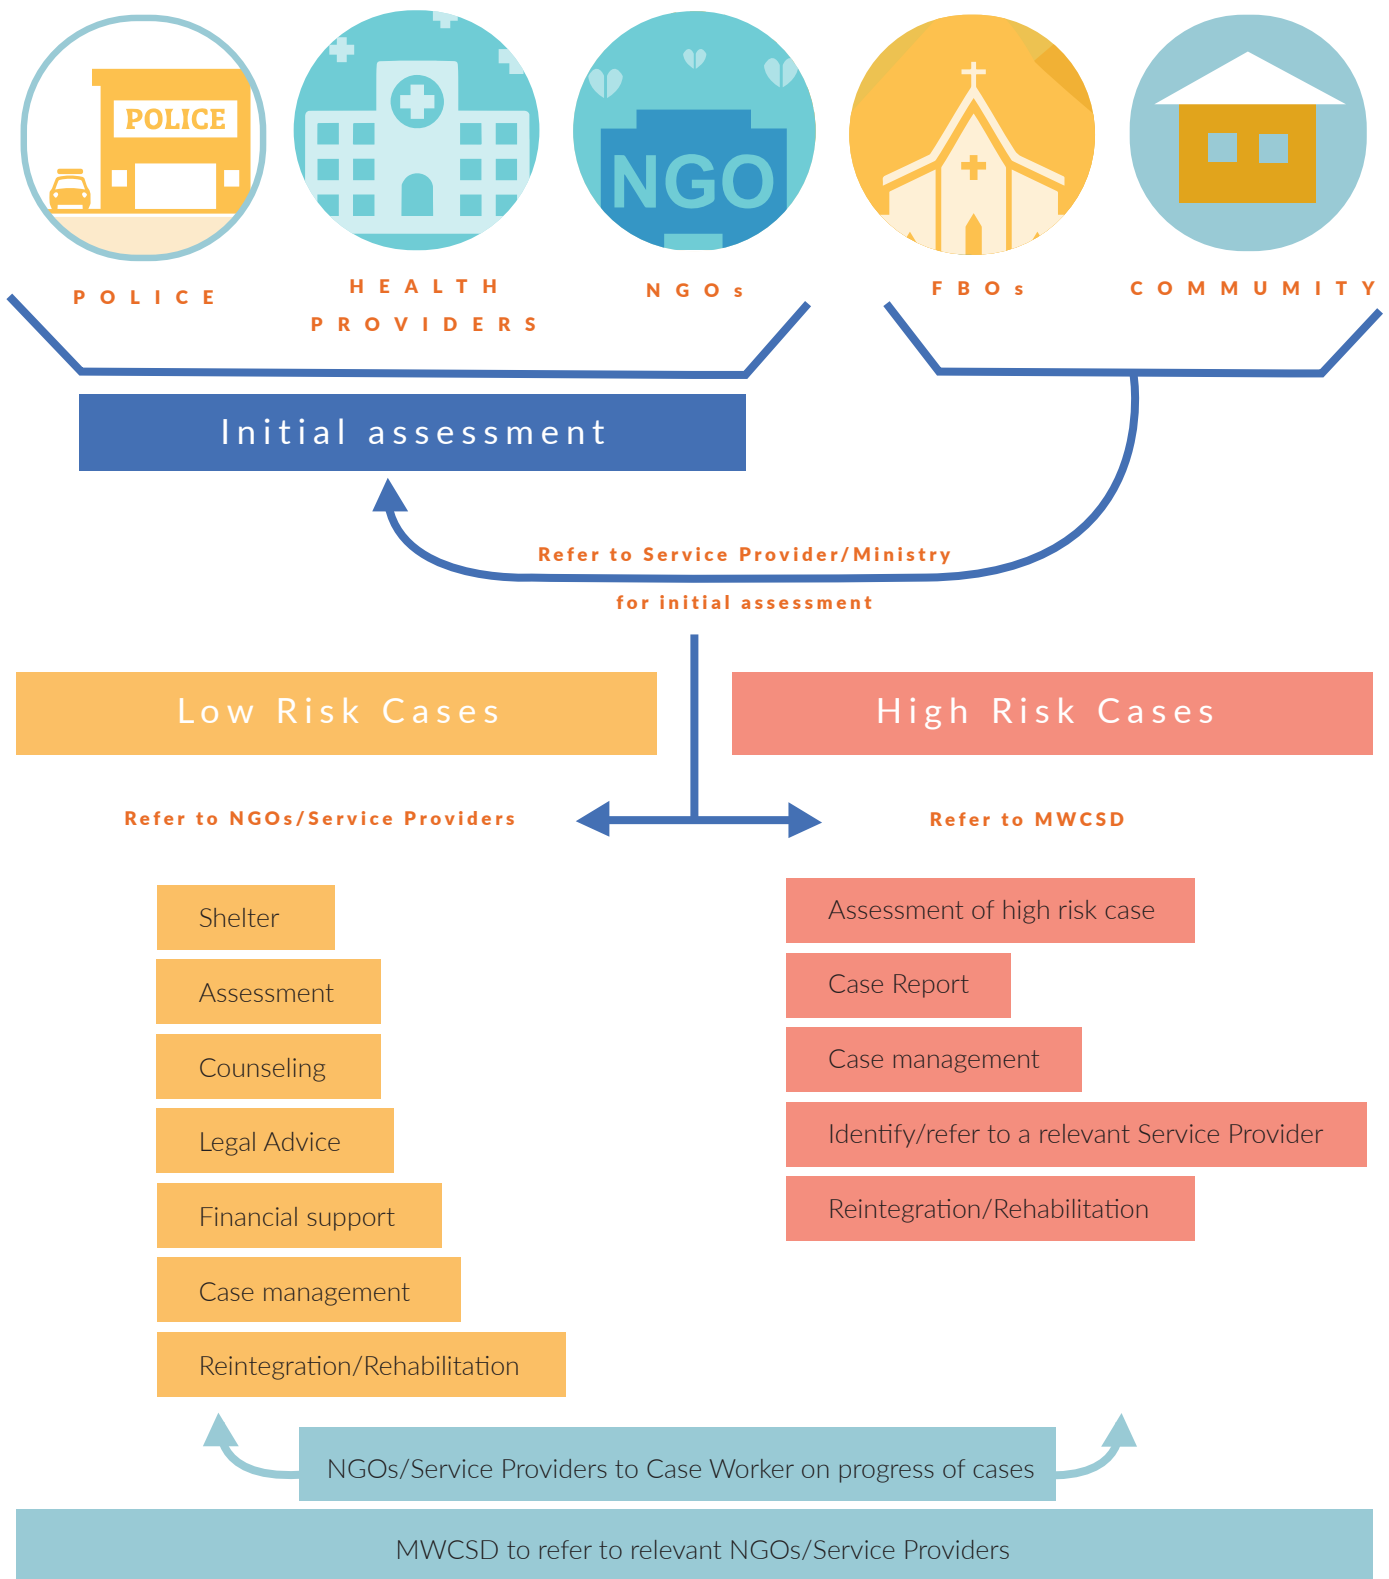 POLICE
NGO
POLICE
HEALTH
PROVIDERS
NGOs
FBOs
COMMUMITY
Initial assessment
Refer to Service Provider/Ministry
for initial assessment
Low Risk Cases
High Risk Cases
Refer to NGOs/Service Providers
Refer to MWCSD
Shelter
Assessment
Counseling
Legal Advice
Financial support
Case management
Reintegration/Rehabilitation
Assessment of high risk case
Case Report
Case management
Identify/refer to a relevant Service Provider
Reintegration/Rehabilitation
NGOs/Service Providers to Case Worker on progress of cases
MWCSD to refer to relevant NGOs/Service Providers